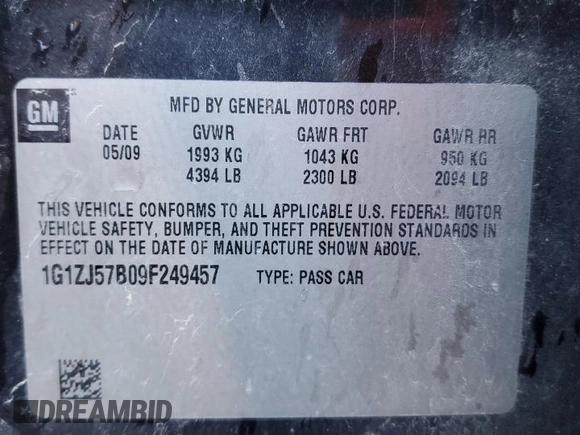 GM
MFD BY GENERAL MOTORS CORP.
DATE GVWR GAWR FRT GAWR RR
05/09 1993 KG 1043 KG 950 KG
4394 LB 2300 LB 2094 LB
THIS VEHICLE CONFORMS TO ALL APPLICABLE U.S. FEDERAL MOTOR
VEHICLE SAFETY, BUMPER, AND THEFT PREVENTION STANDARDS IN
EFFECT ON THE DATE OF MANUFACTURE SHOWN ABOVE.
1G1ZJ57B09F249457 TYPE: PASS CAR
DREAMBID